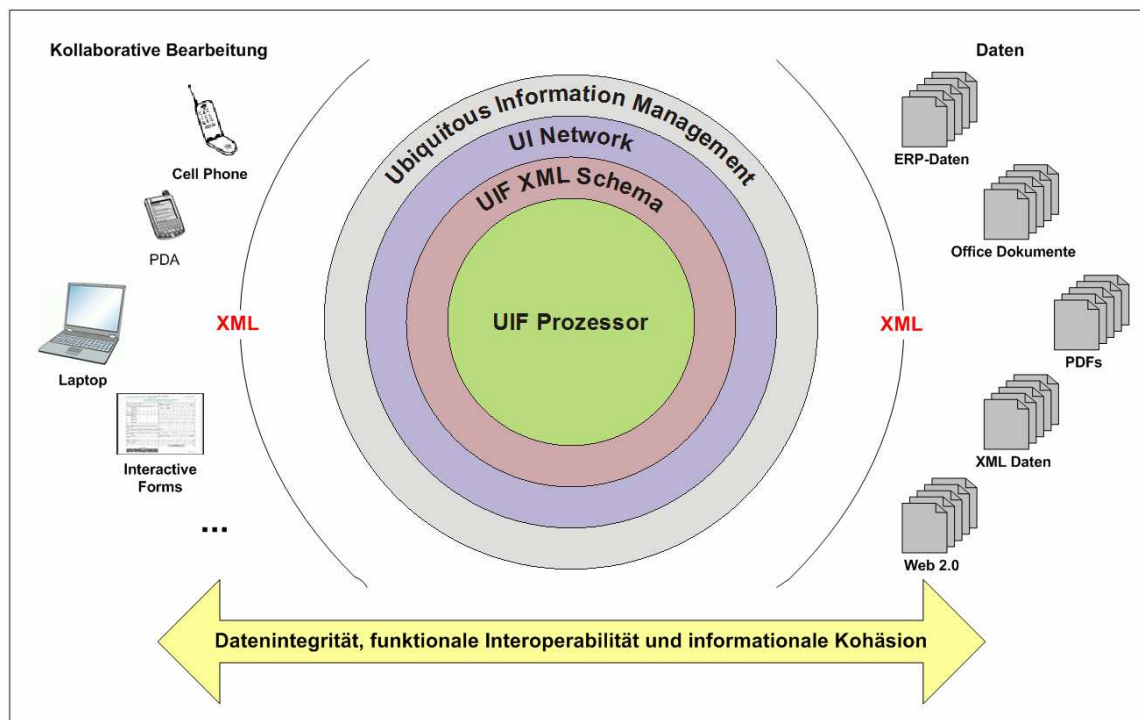 Kollaborative Bearbeitung
Cell Phone
PDA
Laptop
Interactive
Forms
...
XML
Ubiquitous Information Management
UI Network
UIF XML Schema
UIF Prozessor
XML
Daten
ERP-Daten
Office Dokumente
PDFs
XML Daten
Web 2.0
Datenintegrität, funktionale Interoperabilität und informationale Kohäsion